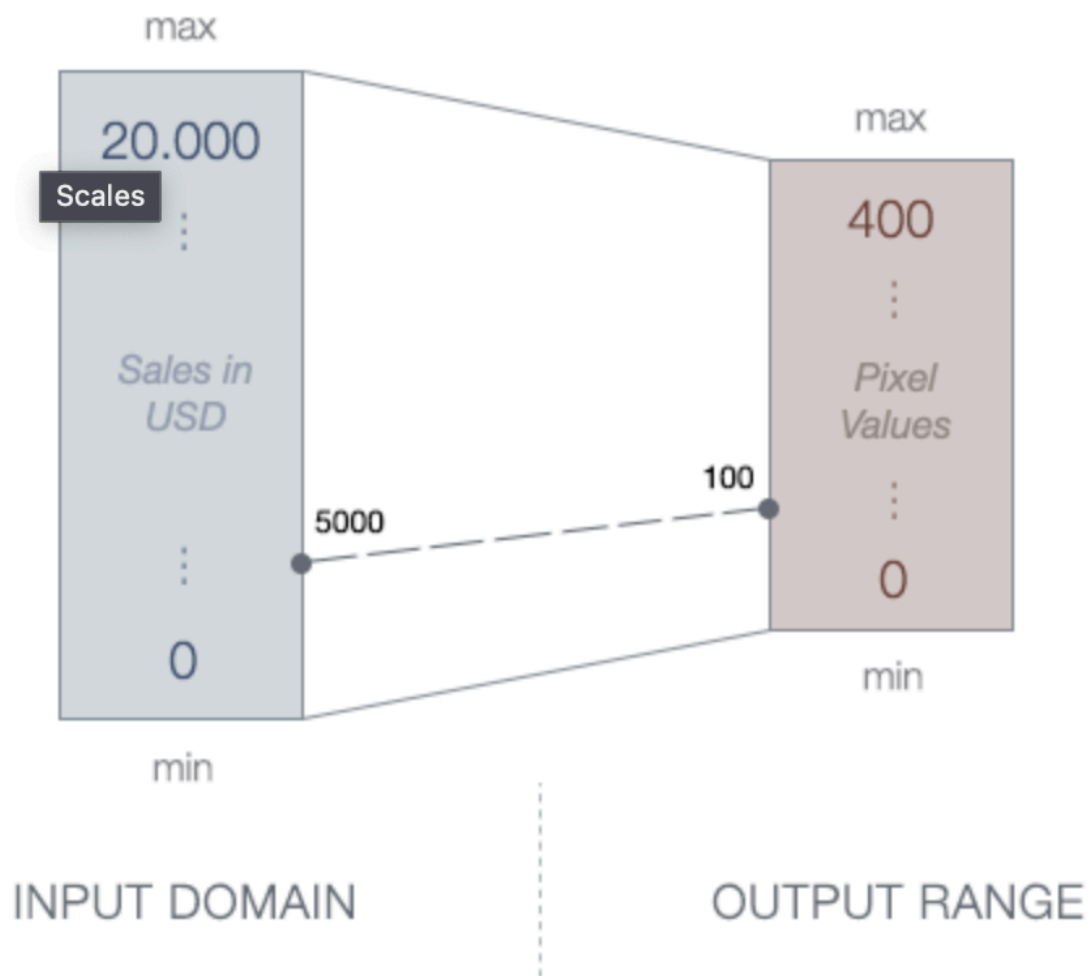 max
20.000
Scales
Sales in
USD
5000
0
min
INPUT DOMAIN
max
400
Pixel
Values
100
0
min
OUTPUT RANGE